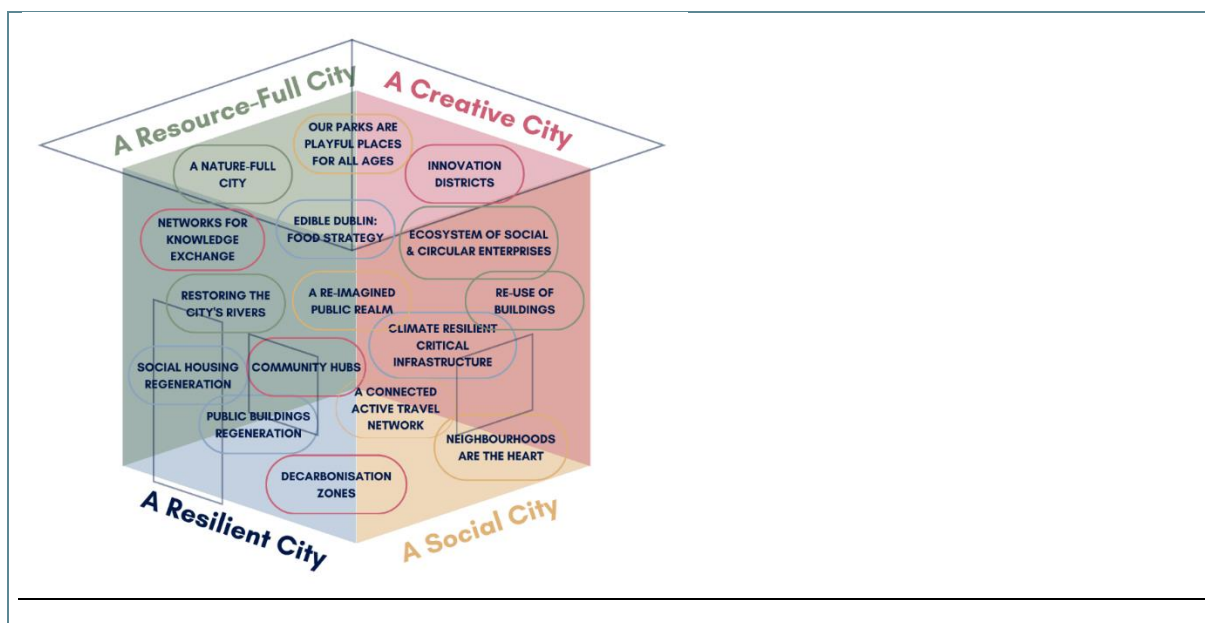 A Resource-Full City
A Creative City
OUR PARKS ARE
PLAYFUL PLACES
FOR ALL AGES
A NATURE-FULL
CITY
INNOVATION
DISTRICTS
NETWORKS FOR
KNOWLEDGE
EXCHANGE
EDIBLE DUBLIN:
FOOD STRATEGY
ECOSYSTEM OF SOCIAL
& CIRCULAR ENTERPRISES
RESTORING THE
CITY'S RIVERS
A RE-IMAGINED
PUBLIC REALM
RE-USE OF
BUILDINGS
CLIMATE RESILIENT
CRITICAL
INFRASTRUCTURE
SOCIAL HOUSING
REGENERATION
COMMUNITY HUBS
A CONNECTED
ACTIVE TRAVEL
NETWORK
PUBLIC BUILDINGS
REGENERATION
NEIGHBOURHOODS
ARE THE HEART
DECARBONISATION
ZONES
A Resilient City
A Social City